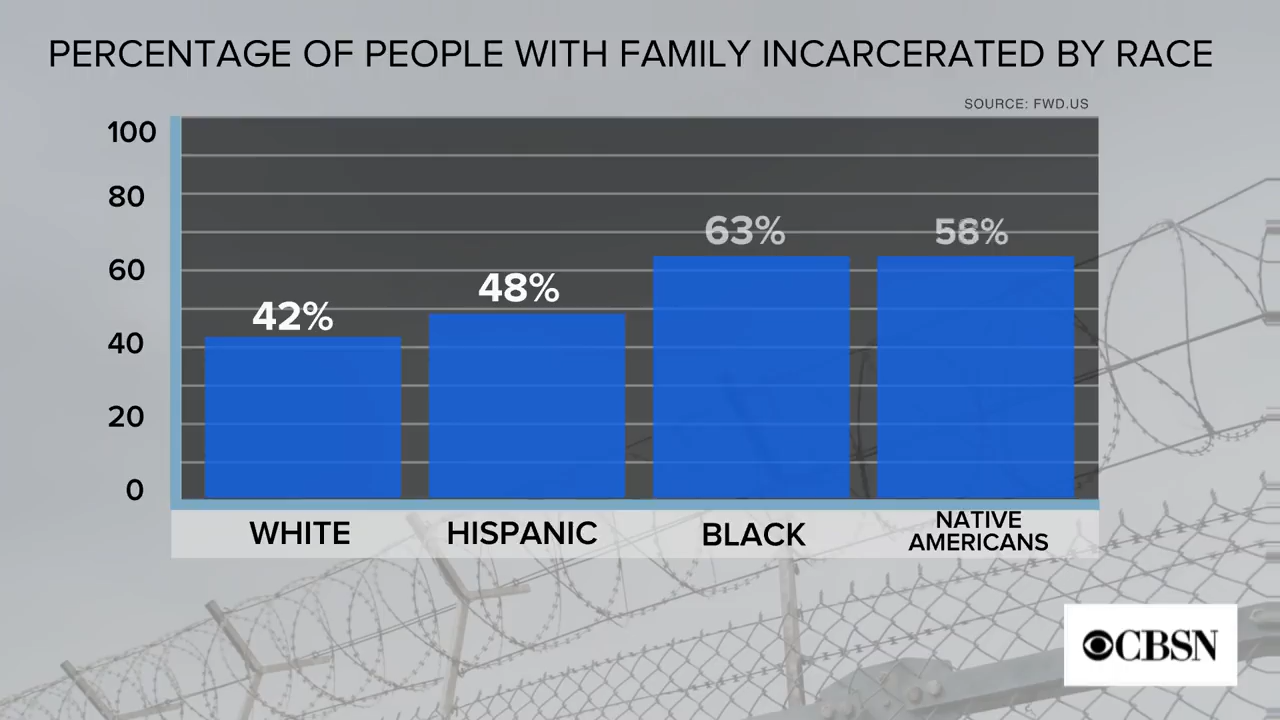 PERCENTAGE OF PEOPLE WITH FAMILY INCARCERATED BY RACE
SOURCE: FWD.US
100
80
60
40
20
0
42%
48%
63%
58%
WHITE
HISPANIC
BLACK
NATIVE
AMERICANS
CBSN